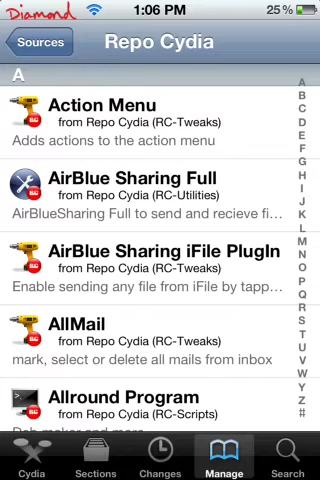 Diamond 1:06 PM 25%
Sources Repo Cydia
A
Action Menu
from Repo Cydia (RC-Tweaks)
Adds actions to the action menu
AirBlue Sharing Full
from Repo Cydia (RC-Utilities)
AirBlueSharing Full to send and recieve fi...
AirBlue Sharing iFile PlugIn
from Repo Cydia (RC-Tweaks)
Enable sending any file from iFile by tapp...
AllMail
from Repo Cydia (RC-Tweaks)
mark, select or delete all mails from inbox
Allround Program
from Repo Cydia (RC-Scripts)
Deb maker and more
A
B
C
D
E
F
G
H
I
J
K
L
M
N
O
P
Q
R
S
T
U
V
W
X
Y
Z
#
Cydia Sections Changes Manage Search